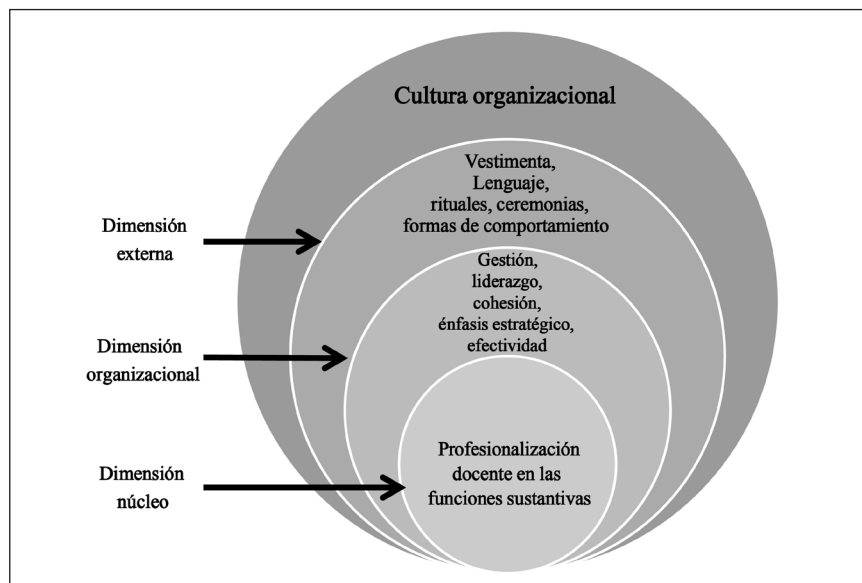 Cultura organizacional
Vestimenta,
Lenguaje,
rituales, ceremonias,
formas de comportamiento
Dimensión
externa
Gestión,
liderazgo,
cohesión,
énfasis estratégico,
efectividad
Dimensión
organizacional
Profesionalización
docente en las
funciones sustantivas
Dimensión
núcleo